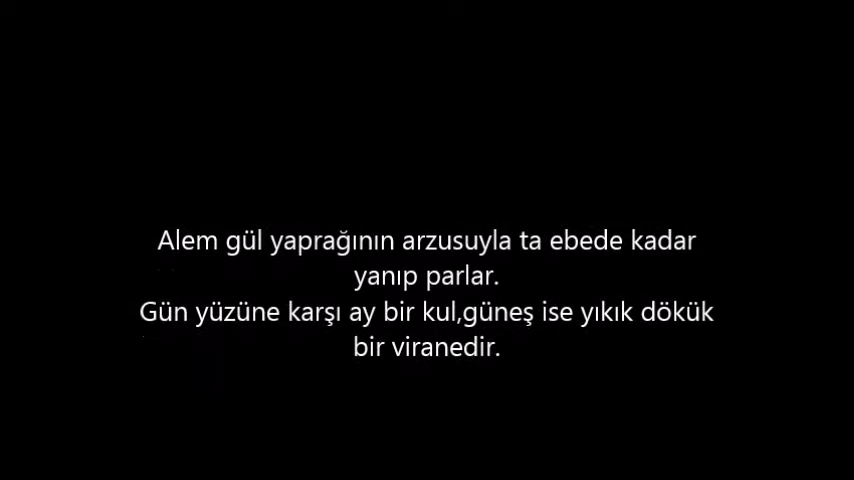 Alem gül yaprağının arzusuyla ta ebede kadar
yanıp parlar.
Gün yüzüne karşı ay bir kul,güneş ise yıkık dökük
bir viranedir.